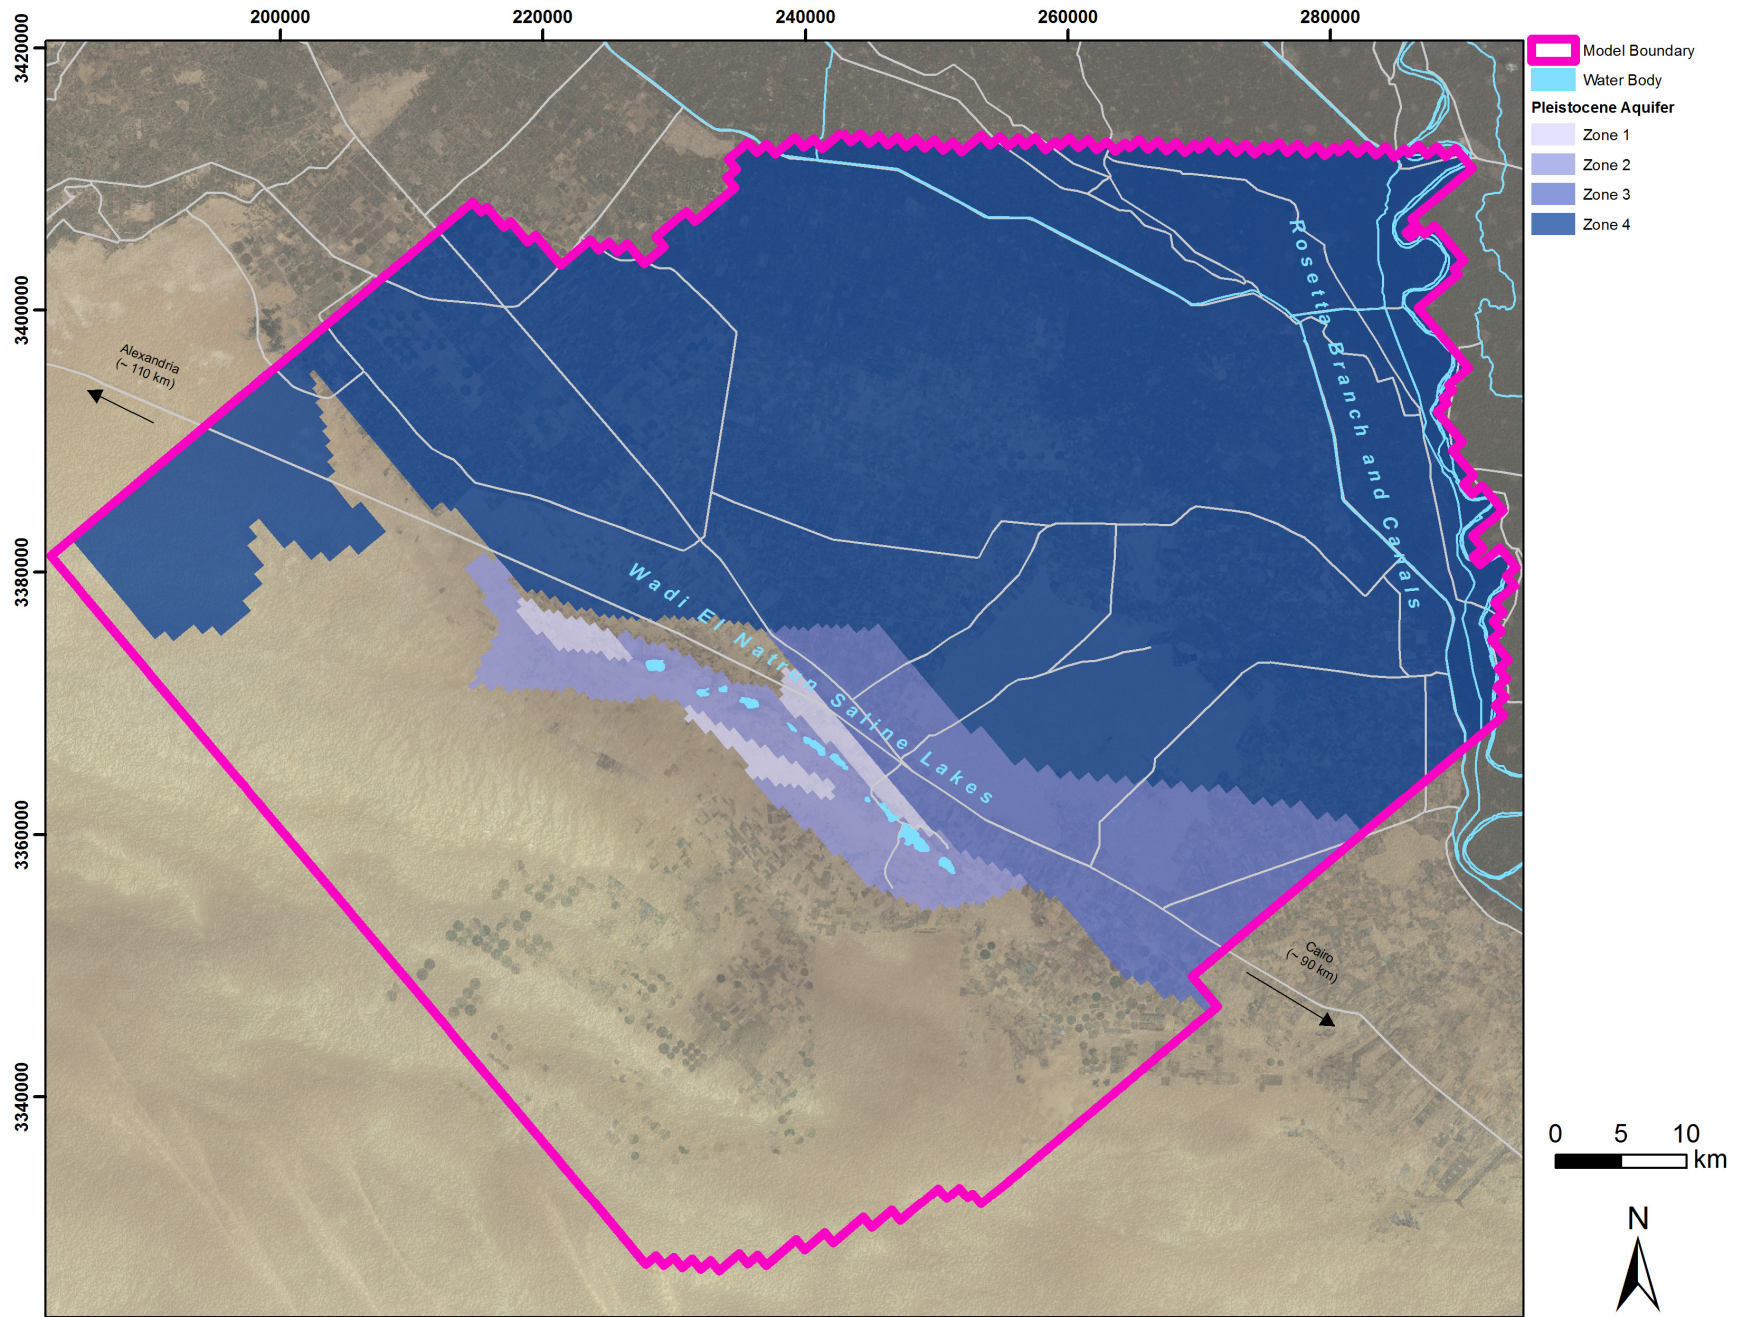 200000
220000
240000
260000
280000
3420000
3400000
3380000
3360000
3340000
Alexandria
(~ 110 km)
Rosetta Branch and Canals
Wadi El Natrun Saline Lakes
Cairo
(~ 90 km)
Model Boundary
Water Body
Pleistocene Aquifer
Zone 1
Zone 2
Zone 3
Zone 4
0 5 10
km
N